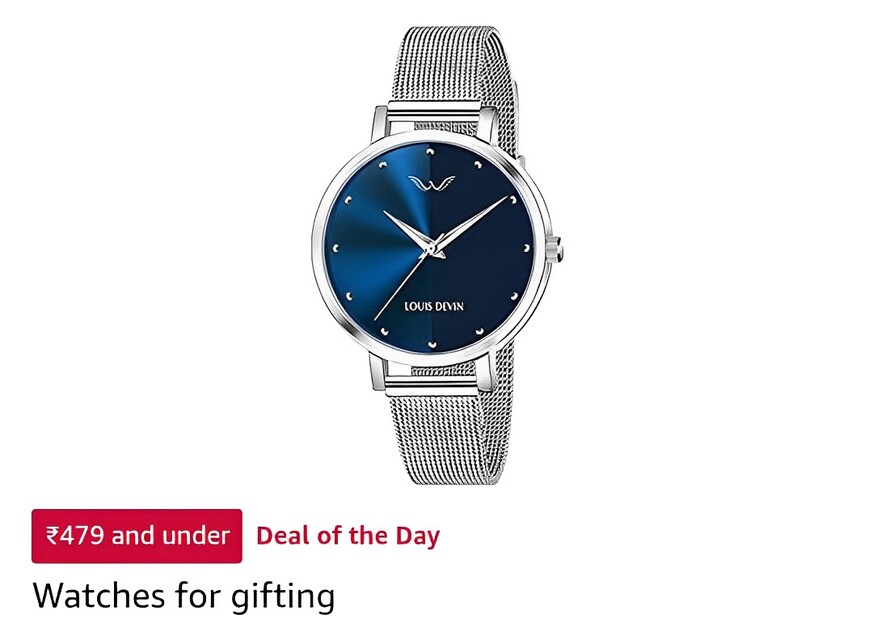 LOUIS DEVIN
₹479 and under Deal of the Day
Watches for gifting